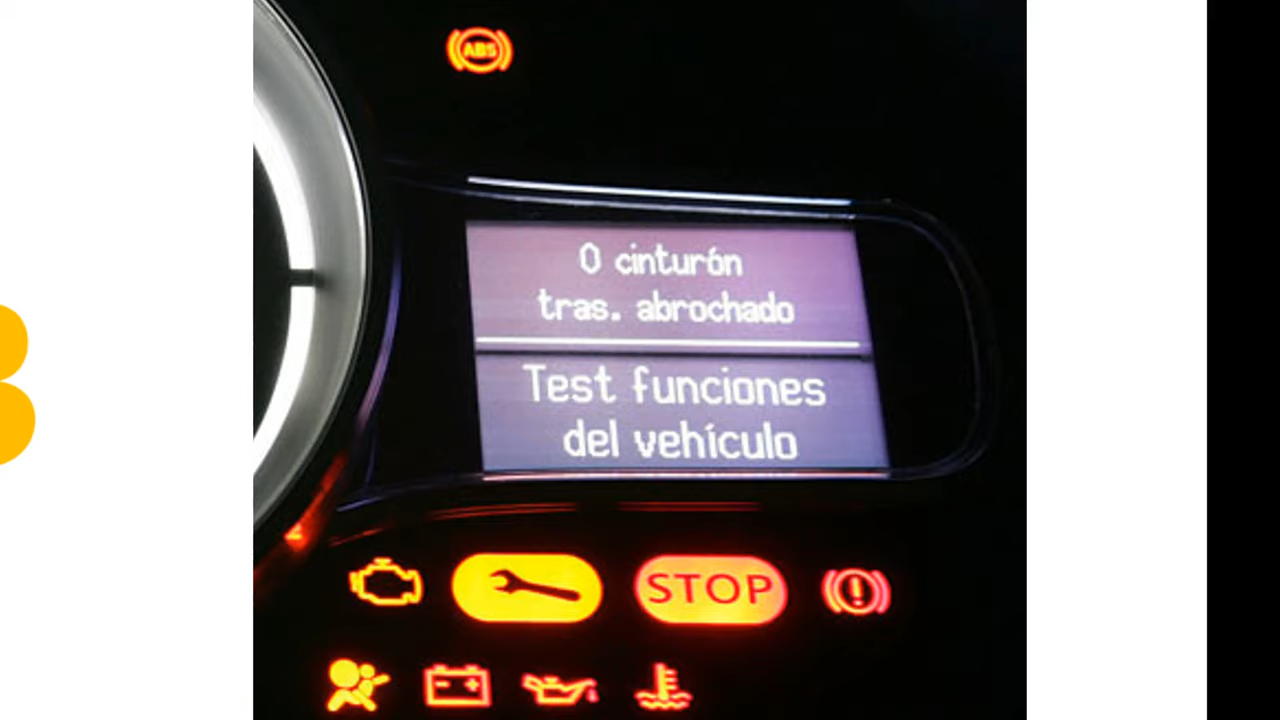 ABS
0 cinturón
tras. abrochado
Test funciones
del vehículo
STOP